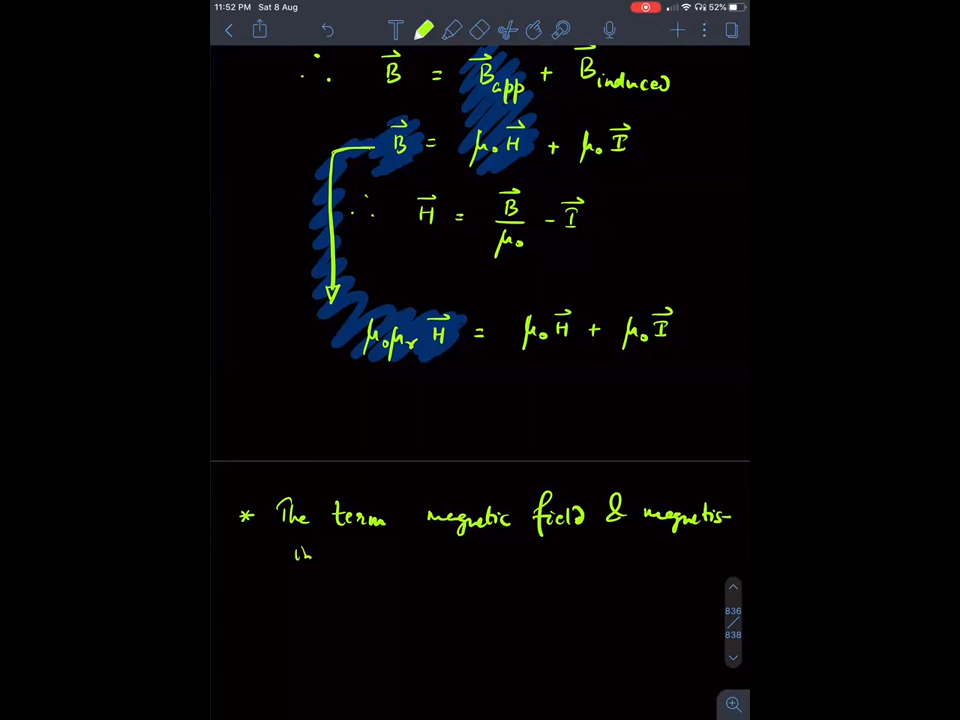 11:52 PM Sat 8 Aug 52%
∴ B⃗ = B⃗app + B⃗induced
B⃗ = μ₀H⃗ + μ₀I⃗
∴ H⃗ = B⃗/μ₀ - I⃗
μ₀μᵣH⃗ = μ₀H⃗ + μ₀I⃗
* The term magnetic field & magnetis-
in
836
838